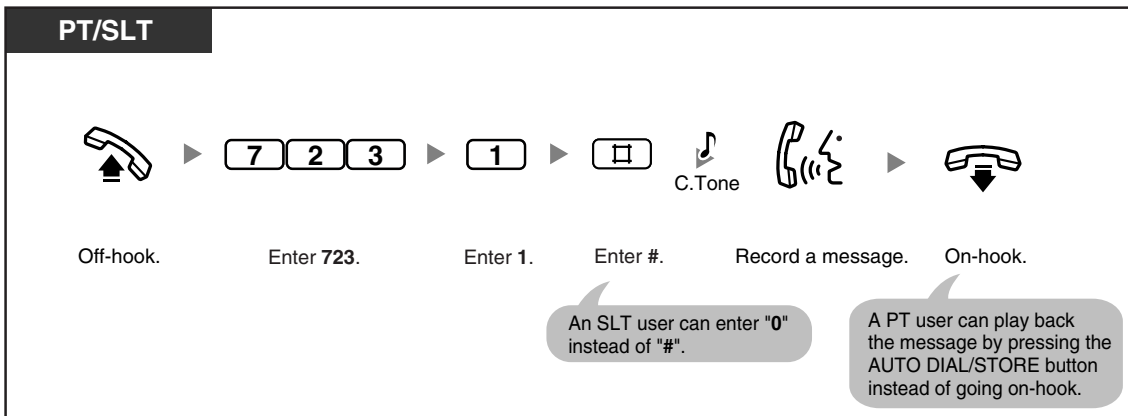 PT/SLT
7 2 3
1
#
C.Tone
Off-hook.
Enter 723.
Enter 1.
Enter #.
Record a message.
On-hook.
An SLT user can enter "0"
instead of "#".
A PT user can play back
the message by pressing the
AUTO DIAL/STORE button
instead of going on-hook.